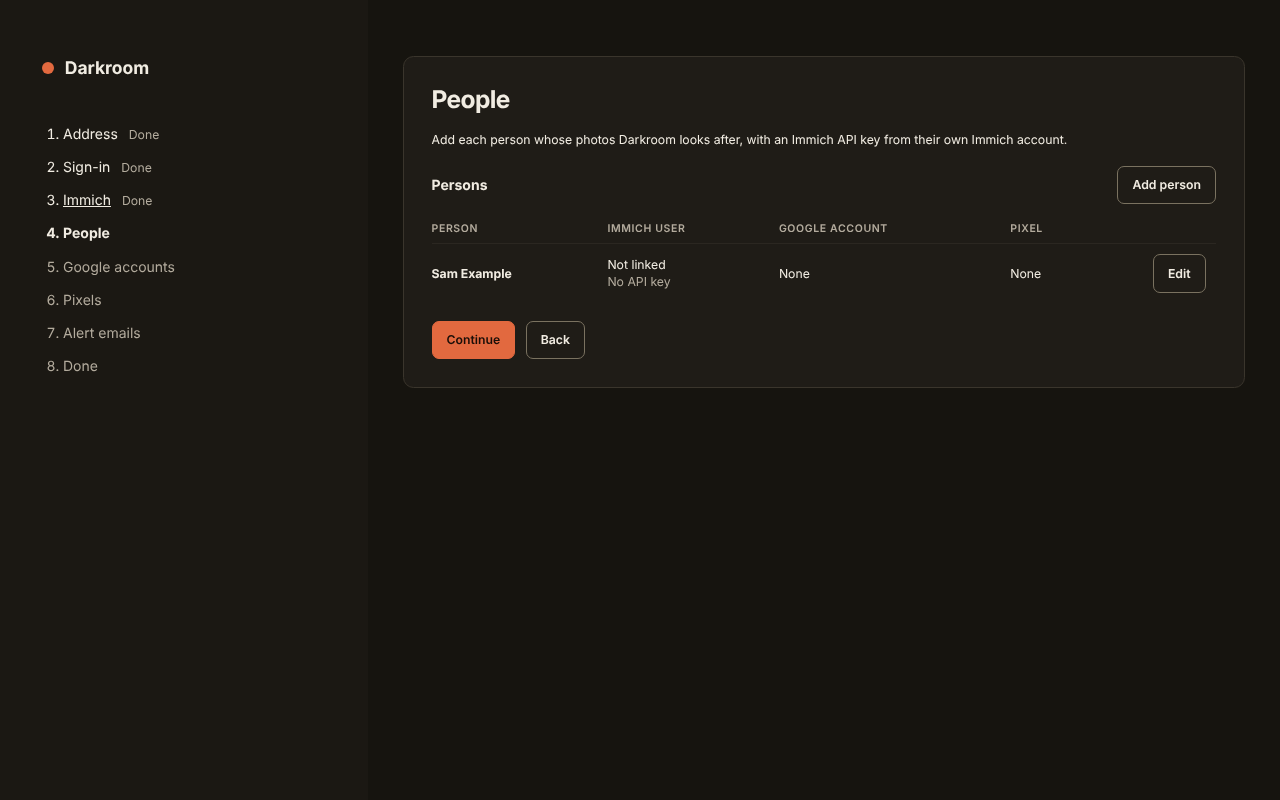 Darkroom
1. Address Done
2. Sign-in Done
3. Immich Done
4. People
5. Google accounts
6. Pixels
7. Alert emails
8. Done
People
Add each person whose photos Darkroom looks after, with an Immich API key from their own Immich account.
Persons
Add person
PERSON IMMICH USER GOOGLE ACCOUNT PIXEL
Sam Example Not linked None None Edit
No API key
Continue Back